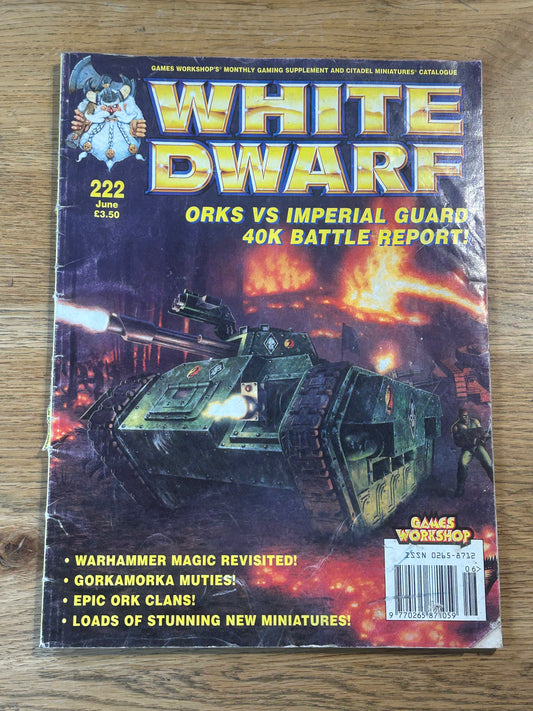 GAMES WORKSHOP'S MONTHLY GAMING SUPPLEMENT AND CITADEL MINIATURES CATALOGUE
WHITE
DWARF
222
June
£3.50
ORKS VS IMPERIAL GUARD
40K BATTLE REPORT!
GAMES
WORKSHOP
ISSN 0265-8712
06>
9 770265 871059
• WARHAMMER MAGIC REVISITED!
• GORKAMORKA MUTIES!
• EPIC ORK CLANS!
• LOADS OF STUNNING NEW MINIATURES!